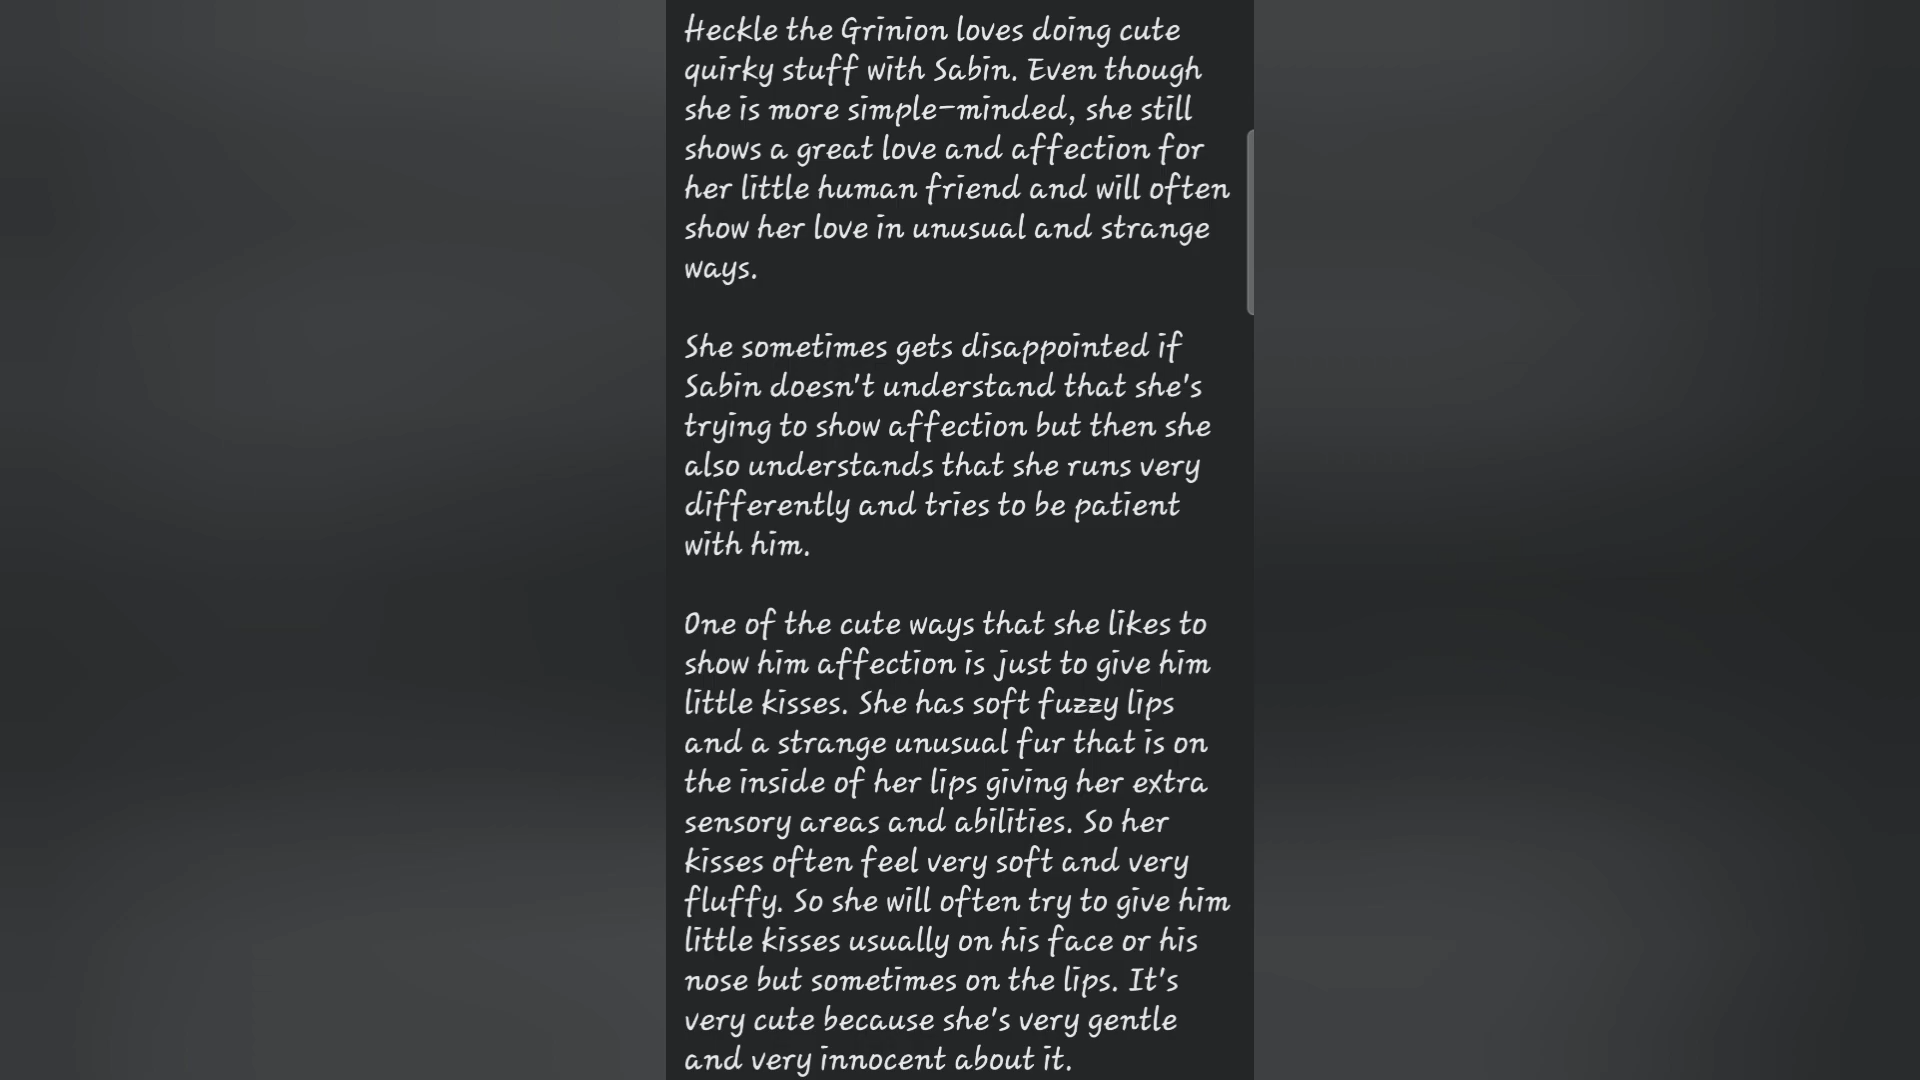 Heckle the Grinion loves doing cute
quirky stuff with Sabin. Even though
she is more simple-minded, she still
shows a great love and affection for
her little human friend and will often
show her love in unusual and strange
ways.
She sometimes gets disappointed if
Sabin doesn't understand that she's
trying to show affection but then she
also understands that she runs very
differently and tries to be patient
with him.
One of the cute ways that she likes to
show him affection is just to give him
little kisses. She has soft fuzzy lips
and a strange unusual fur that is on
the inside of her lips giving her extra
sensory areas and abilities. So her
kisses often feel very soft and very
fluffy. So she will often try to give him
little kisses usually on his face or his
nose but sometimes on the lips. It's
very cute because she's very gentle
and very innocent about it.